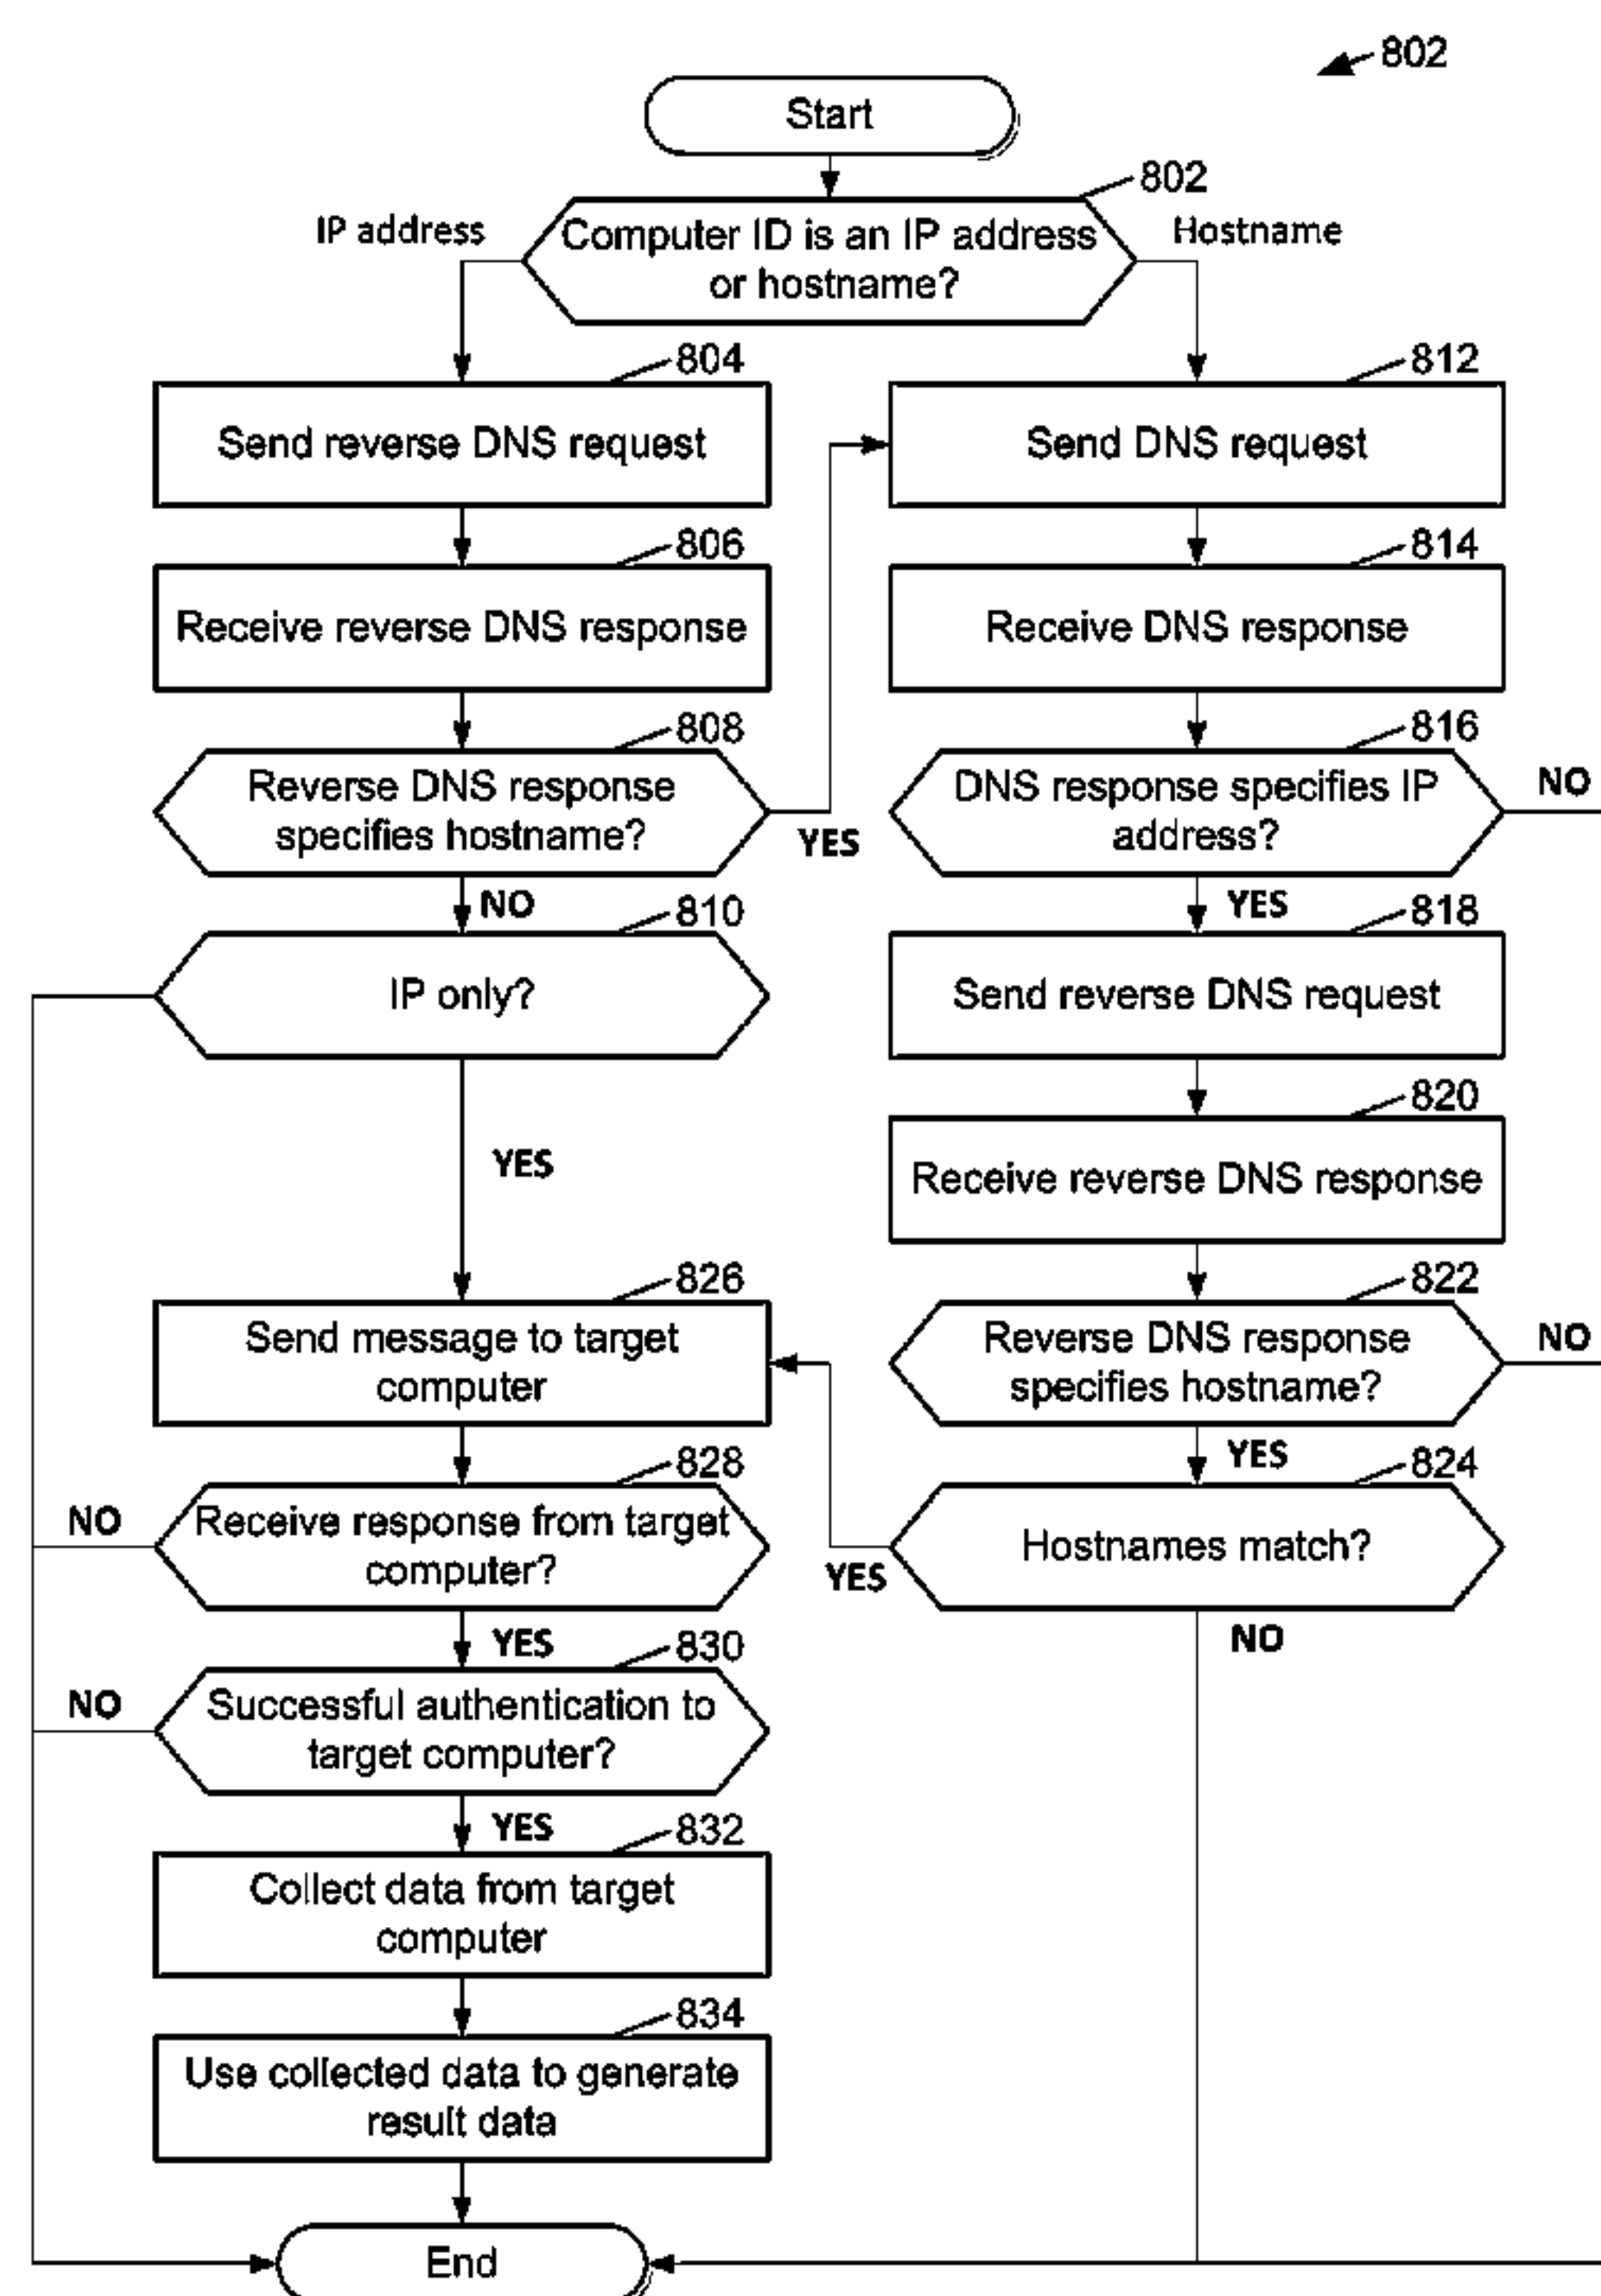 802
Start
802
IP address
Computer ID is an IP address
or hostname?
Hostname
804
Send reverse DNS request
812
Send DNS request
806
Receive reverse DNS response
814
Receive DNS response
808
Reverse DNS response
specifies hostname?
YES
816
DNS response specifies IP
address?
NO
NO
810
IP only?
YES
818
Send reverse DNS request
820
Receive reverse DNS response
YES
826
Send message to target
computer
822
Reverse DNS response
specifies hostname?
NO
828
NO
Receive response from target
computer?
YES
824
Hostnames match?
YES
NO
YES
830
NO
Successful authentication to
target computer?
YES
832
Collect data from target
computer
834
Use collected data to generate
result data
End